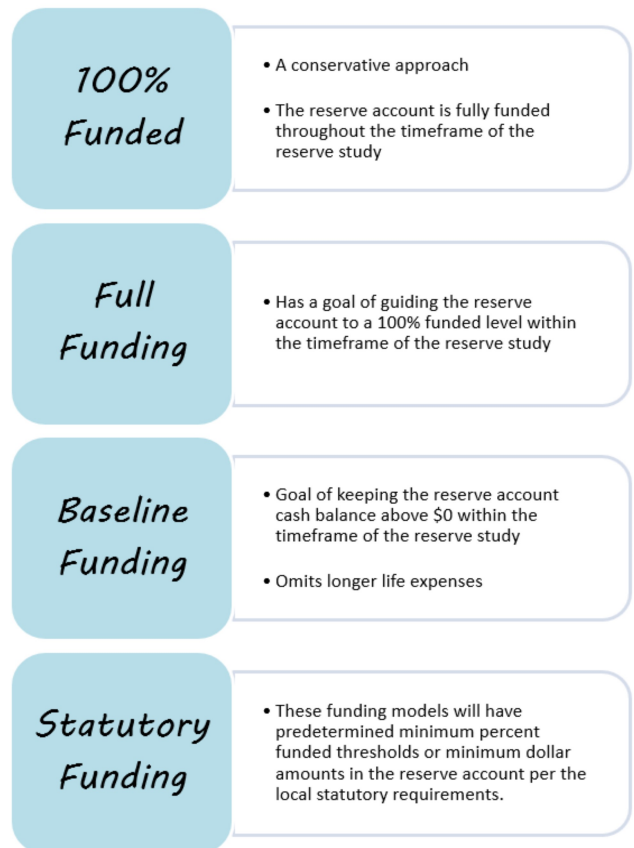 100%
Funded
• A conservative approach
• The reserve account is fully funded
throughout the timeframe of the
reserve study
Full
Funding
• Has a goal of guiding the reserve
account to a 100% funded level within
the timeframe of the reserve study
Baseline
Funding
• Goal of keeping the reserve account
cash balance above $0 within the
timeframe of the reserve study
• Omits longer life expenses
Statutory
Funding
• These funding models will have
predetermined minimum percent
funded thresholds or minimum dollar
amounts in the reserve account per the
local statutory requirements.